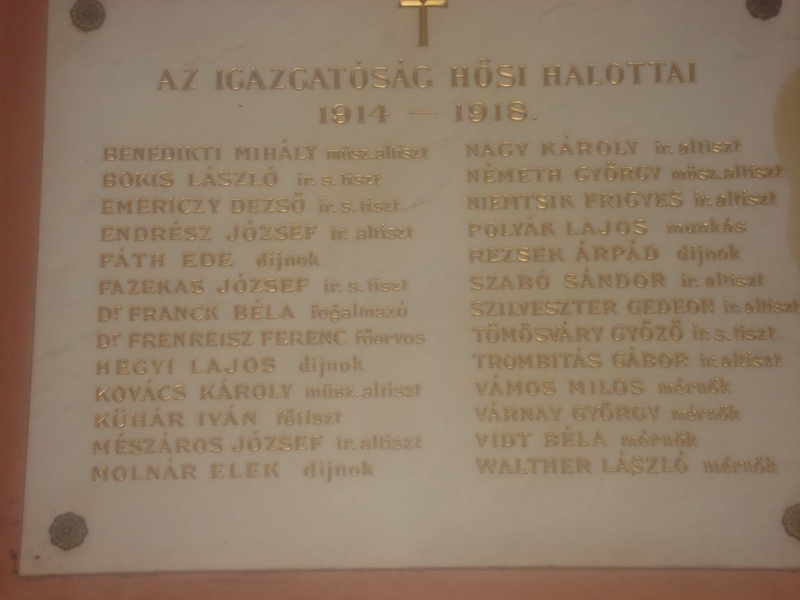 AZ IGAZGATÓSÁG HŐSI HALOTTAI
1914 — 1918.
BENEDIKTI MIHÁLY műsz.altiszt
BOKIS LÁSZLÓ ir. s. tiszt
EMERICZY DEZSŐ ir. s. tiszt
ENDRÉSZ JÓZSEF ir. altiszt
FÁTH EDE díjnok
FAZEKAS JÓZSEF ir. s. tiszt
Dr FRANCK BÉLA fogalmazó
Dr FRENREISZ FERENC főorvos
HEGYI LAJOS díjnok
KOVÁCS KÁROLY műsz.altiszt
KÜHÁR IVÁN főtiszt
MÉSZÁROS JÓZSEF ir. altiszt
MOLNÁR ELEK díjnok
NAGY KÁROLY ir. altiszt
NÉMETH GYÖRGY műsz.altiszt
NIEMTSIK FRIGYES ir. altiszt
POLYÁK LAJOS munkás
REZSEK ÁRPÁD díjnok
SZABÓ SÁNDOR ir. altiszt
SZILVESZTER GEDEON ir. altiszt
TÖMÖSVÁRY GYŐZŐ ir. s. tiszt
TROMBITÁS GÁBOR ir. altiszt
VÁMOS MILOS mérnök
VÁRNAY GYÖRGY mérnök
VIDT BÉLA mérnök
WALTHER LÁSZLÓ mérnök